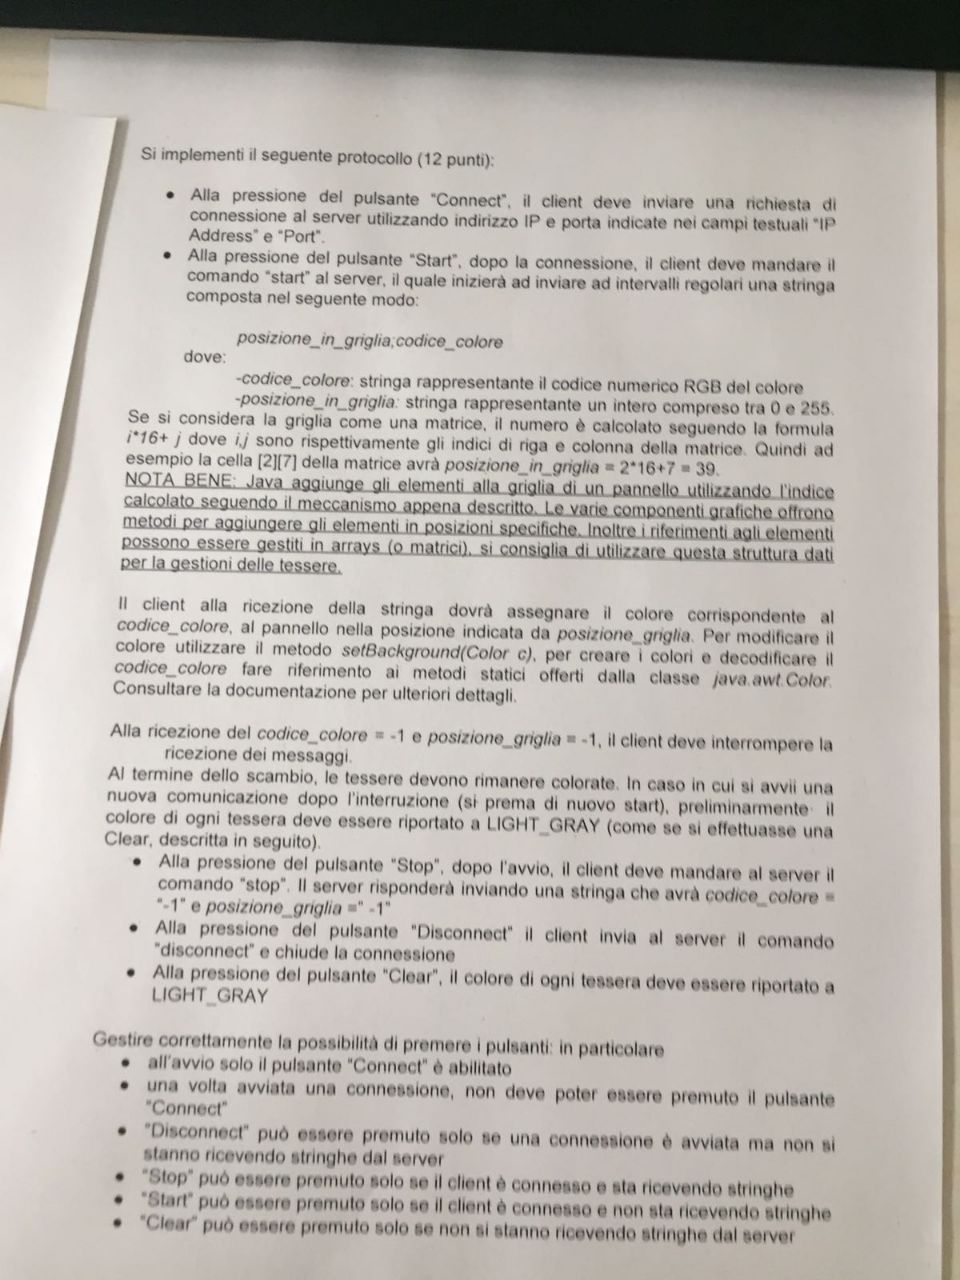 Si implementi il seguente protocollo (12 punti):
• Alla pressione del pulsante "Connect", il client deve inviare una richiesta di
connessione al server utilizzando indirizzo IP e porta indicate nei campi testuali "IP
Address" e "Port".
• Alla pressione del pulsante "Start", dopo la connessione, il client deve mandare il
comando "start" al server, il quale inizierà ad inviare ad intervalli regolari una stringa
composta nel seguente modo:
posizione_in_griglia;codice_colore
dove:
-codice_colore: stringa rappresentante il codice numerico RGB del colore
-posizione_in_griglia: stringa rappresentante un intero compreso tra 0 e 255.
Se si considera la griglia come una matrice, il numero è calcolato seguendo la formula
i*16+ j dove i,j sono rispettivamente gli indici di riga e colonna della matrice. Quindi ad
esempio la cella [2][7] della matrice avrà posizione_in_griglia = 2*16+7 = 39.
NOTA BENE: Java aggiunge gli elementi alla griglia di un pannello utilizzando l'indice
calcolato seguendo il meccanismo appena descritto. Le varie componenti grafiche offrono
metodi per aggiungere gli elementi in posizioni specifiche. Inoltre i riferimenti agli elementi
possono essere gestiti in arrays (o matrici), si consiglia di utilizzare questa struttura dati
per la gestioni delle tessere.
Il client alla ricezione della stringa dovrà assegnare il colore corrispondente al
codice_colore, al pannello nella posizione indicata da posizione_griglia. Per modificare il
colore utilizzare il metodo setBackground(Color c), per creare i colori e decodificare il
codice_colore fare riferimento ai metodi statici offerti dalla classe java.awt.Color.
Consultare la documentazione per ulteriori dettagli.
Alla ricezione del codice_colore = -1 e posizione_griglia = -1, il client deve interrompere la
ricezione dei messaggi.
Al termine dello scambio, le tessere devono rimanere colorate. In caso in cui si avvii una
nuova comunicazione dopo l'interruzione (si prema di nuovo start), preliminarmente il
colore di ogni tessera deve essere riportato a LIGHT_GRAY (come se si effettuasse una
Clear, descritta in seguito).
• Alla pressione del pulsante "Stop", dopo l'avvio, il client deve mandare al server il
comando "stop". Il server risponderà inviando una stringa che avrà codice_colore =
"-1" e posizione_griglia =" -1"
• Alla pressione del pulsante "Disconnect" il client invia al server il comando
"disconnect" e chiude la connessione
• Alla pressione del pulsante "Clear", il colore di ogni tessera deve essere riportato a
LIGHT_GRAY
Gestire correttamente la possibilità di premere i pulsanti: in particolare
• all'avvio solo il pulsante "Connect" è abilitato
• una volta avviata una connessione, non deve poter essere premuto il pulsante
"Connect"
• "Disconnect" può essere premuto solo se una connessione è avviata ma non si
stanno ricevendo stringhe dal server
• "Stop" può essere premuto solo se il client è connesso e sta ricevendo stringhe
• "Start" può essere premuto solo se il client è connesso e non sta ricevendo stringhe
• "Clear" può essere premuto solo se non si stanno ricevendo stringhe dal server